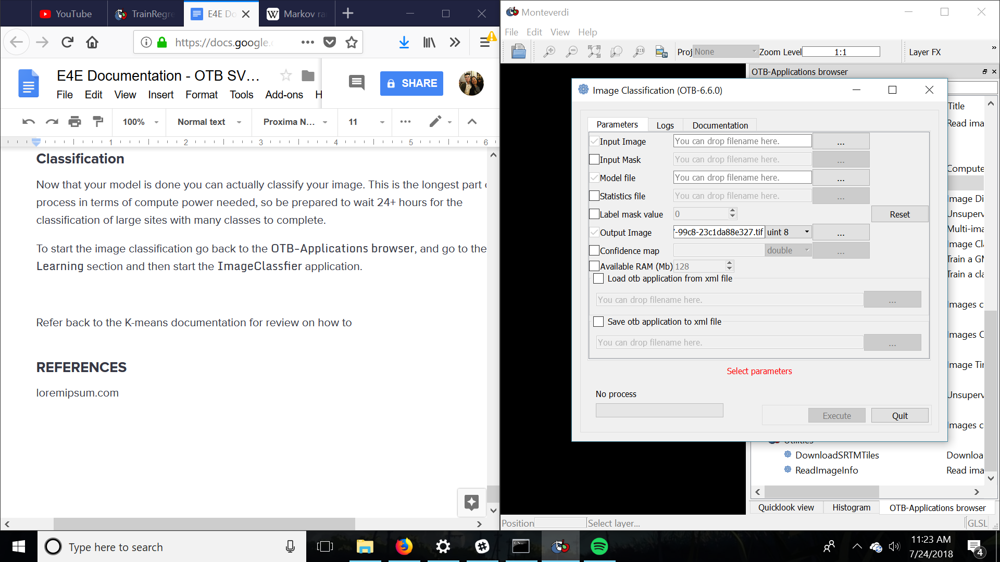 YouTube
TrainRegre
E4E Do
W Markov ra
https://docs.google.c
E4E Documentation - OTB SV...
SHARE
File Edit View Insert Format Tools Add-ons H
100% Normal text Proxima N... 11
1 2 3 4 5 6
Classification
Now that your model is done you can actually classify your image. This is the longest part
process in terms of compute power needed, so be prepared to wait 24+ hours for the
classification of large sites with many classes to complete.
To start the image classification go back to the OTB-Applications browser, and go to the
Learning section and then start the ImageClassfier application.
Refer back to the K-means documentation for review on how to
REFERENCES
loremipsum.com
Monteverdi
File Edit View Help
Proj None Zoom Level 1:1 Layer FX
OTB-Applications browser
Image Classification (OTB-6.6.0)
Parameters Logs Documentation
Input Image You can drop filename here. ...
Input Mask You can drop filename here. ...
Model file You can drop filename here. ...
Statistics file You can drop filename here. ...
Label mask value 0
Reset
Output Image -99c8-23c1da88e327.tif uint 8 ...
Confidence map double ...
Available RAM (Mb) 128
Load otb application from xml file
You can drop filename here. ...
Save otb application to xml file
You can drop filename here. ...
Select parameters
No process
Execute Quit
Title
Read ima
Compute
Image Di
Unsuperv
Multi-ima
Image Cl
Train a GM
Train a cla
Images c
Images C
Image Tir
Unsuperv
Images c
Utilities
DownloadSRTMTiles Downloa
ReadImageInfo Read ima
Quicklook view Histogram OTB-Applications browser
Position Select layer... GLSL
Type here to search
11:23 AM
7/24/2018
4